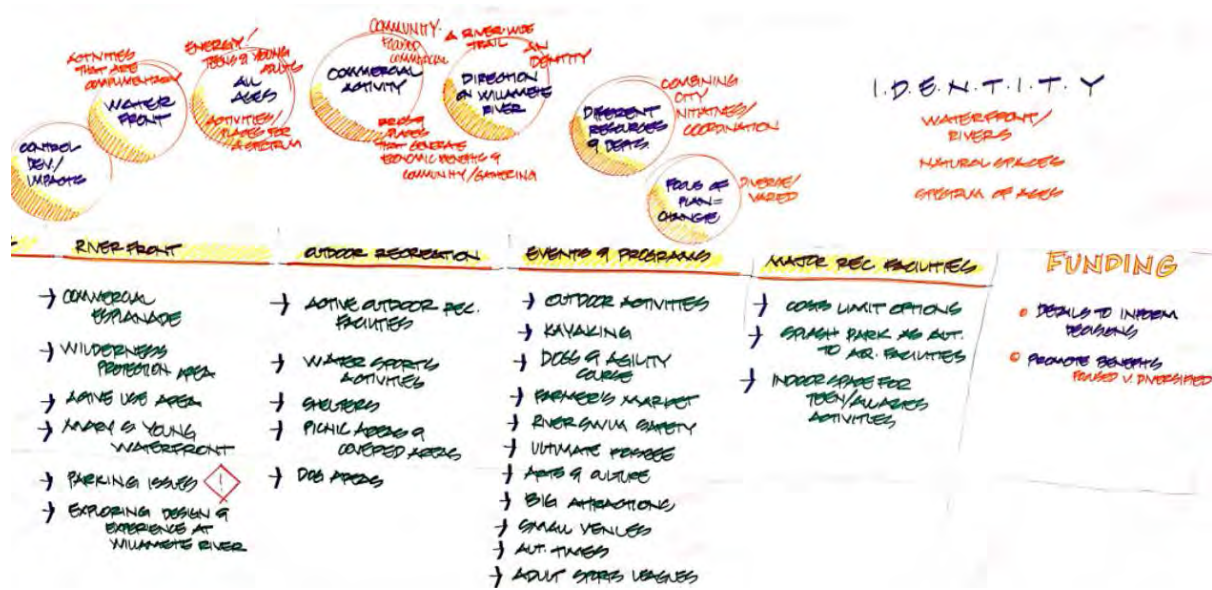 CONTROL
DEV./
IMPACTS
ACTIVITIES
THAT ARE
COMPLIMENTARY
WATER
FRONT
ENERGY/
TEENS & YOUNG
ADULTS
ALL
AGES
ACTIVITIES/
PLACES FOR
A SPECTRUM
COMMUNITY-
FOCUSED
COMMERCIAL
COMMERCIAL
ACTIVITY
PLACES
THAT GENERATE
ECONOMIC BENEFITS &
COMMUNITY/GATHERING
A RIVER-WIDE
TRAIL
AN
IDENTITY
DIRECTION
ON WILLAMETTE
RIVER
DIFFERENT
RESOURCES
& DEPTS.
COMBINING
CITY
INITIATIVES/
COORDINATION
FOCUS OF
PLAN =
CHANGE
DIVERSE/
VARIED
I.D.E.N.T.I.T.Y
WATERFRONT/
RIVERS
NATURAL SPACES
SPECTRUM OF AGES
RIVER FRONT
→ COMMERCIAL
ESPLANADE
→ WILDERNESS
PROTECTION AREA
→ ACTIVE USE AREA
→ MARY S YOUNG
WATERFRONT
→ PARKING ISSUES !
→ EXPLORING DESIGN &
EXPERIENCE AT
WILLAMETTE RIVER
OUTDOOR RECREATION
→ ACTIVE OUTDOOR REC.
FACILITIES
→ WATER SPORTS
ACTIVITIES
→ SHELTERS
→ PICNIC AREAS &
COVERED AREAS
→ DOG AREAS
EVENTS & PROGRAMS
→ OUTDOOR ACTIVITIES
→ KAYAKING
→ DOGS & AGILITY
COURSE
→ FARMER'S MARKET
→ RIVER SWIM SAFETY
→ ULTIMATE FRISBEE
→ ARTS & CULTURE
→ BIG ATTRACTIONS
→ SMALL VENUES
→ ALT. TIMES
→ ADULT SPORTS LEAGUES
MAJOR REC. FACILITIES
→ COSTS LIMIT OPTIONS
→ SPLASH PARK AS ALT.
TO AQ. FACILITIES
→ INDOOR SPACE FOR
TEEN/ALL AGES
ACTIVITIES
FUNDING
DETAILS TO INFORM
DECISIONS
PROMOTE BENEFITS
FOCUSED V. DIVERSIFIED